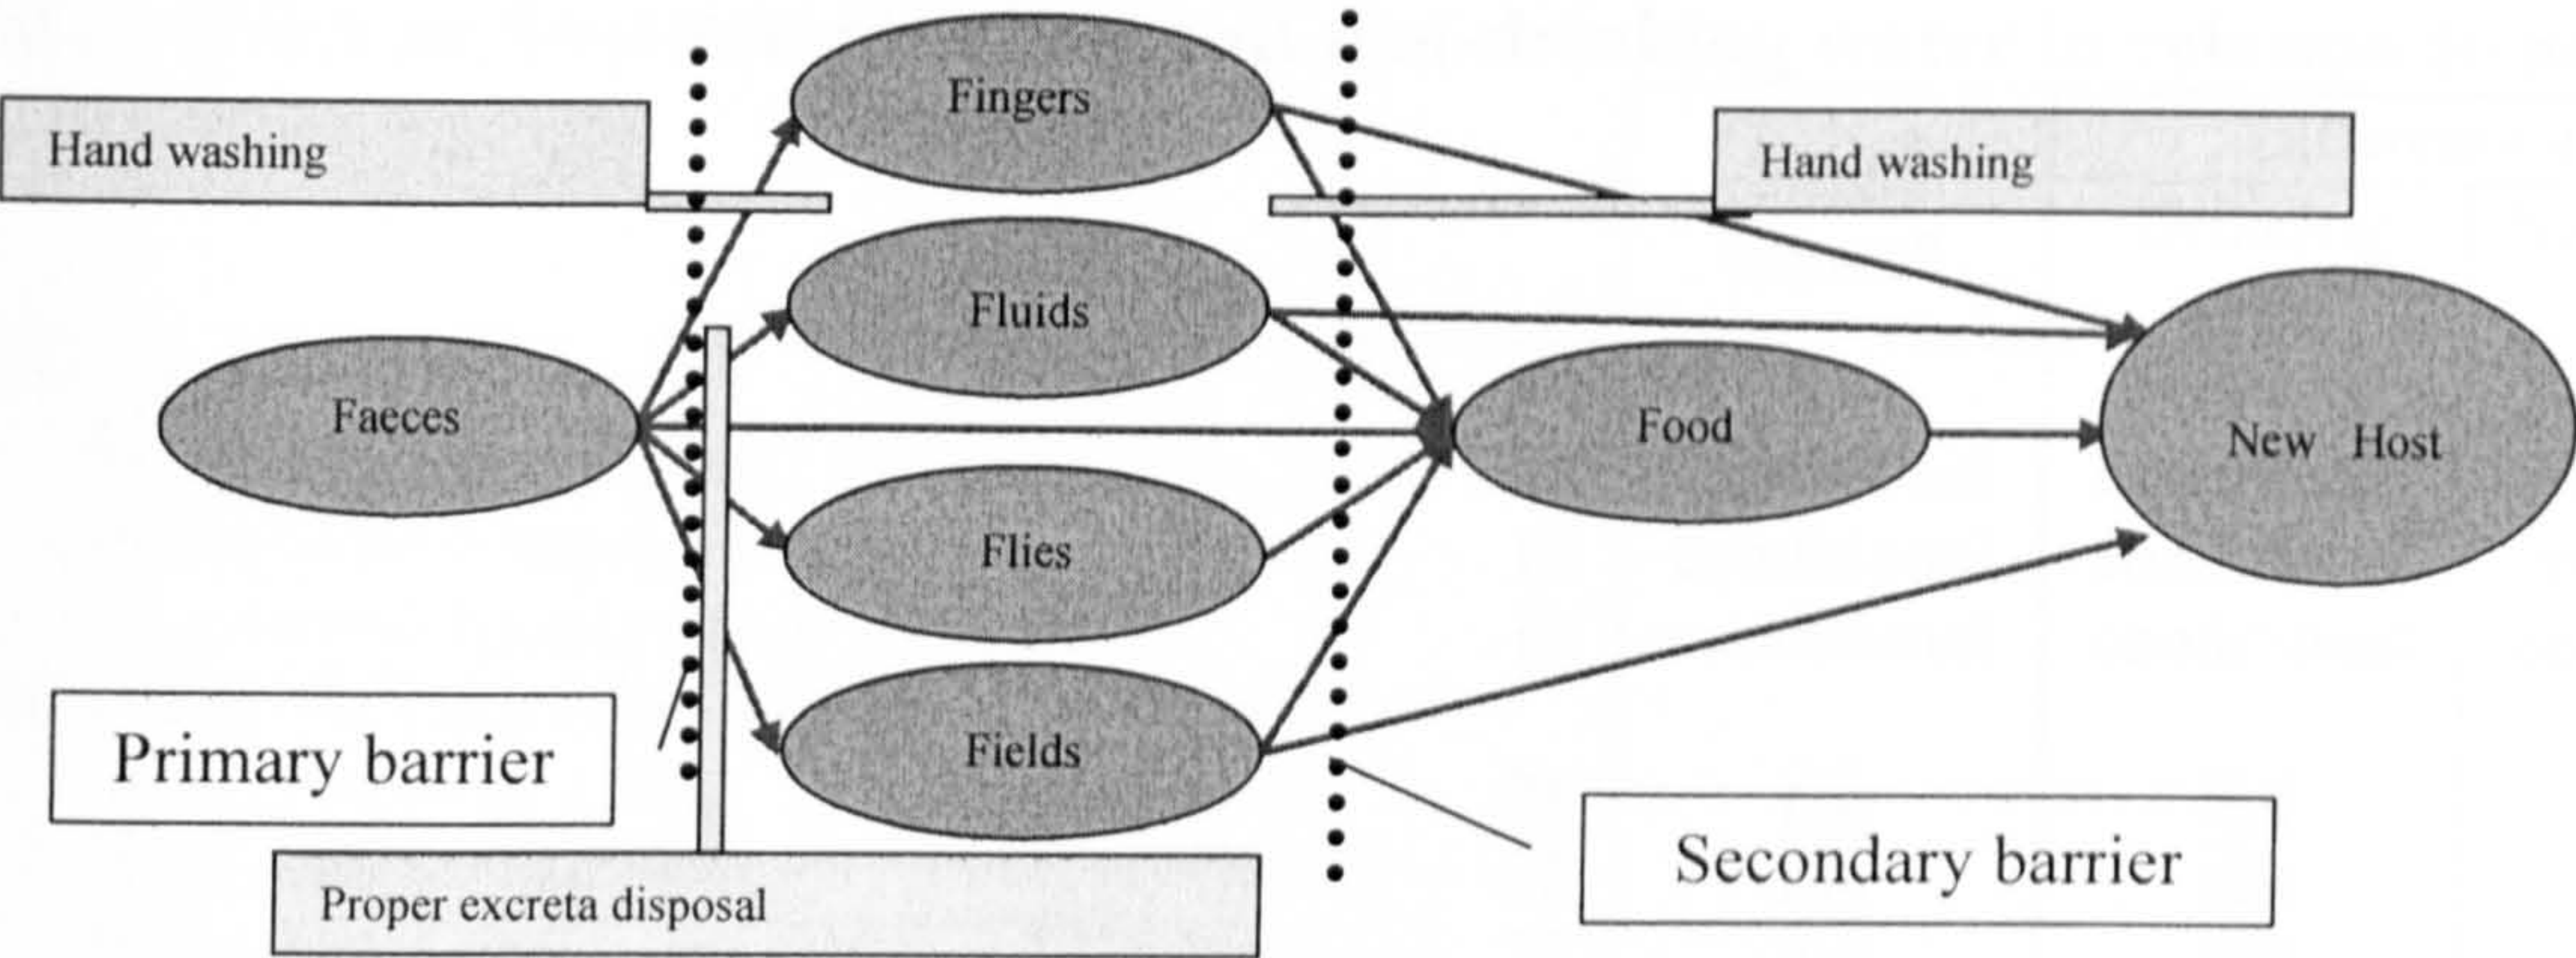 Fingers
Hand washing
Hand washing
Fluids
Faeces
Food
New Host
Flies
Fields
Primary barrier
Secondary barrier
Proper excreta disposal